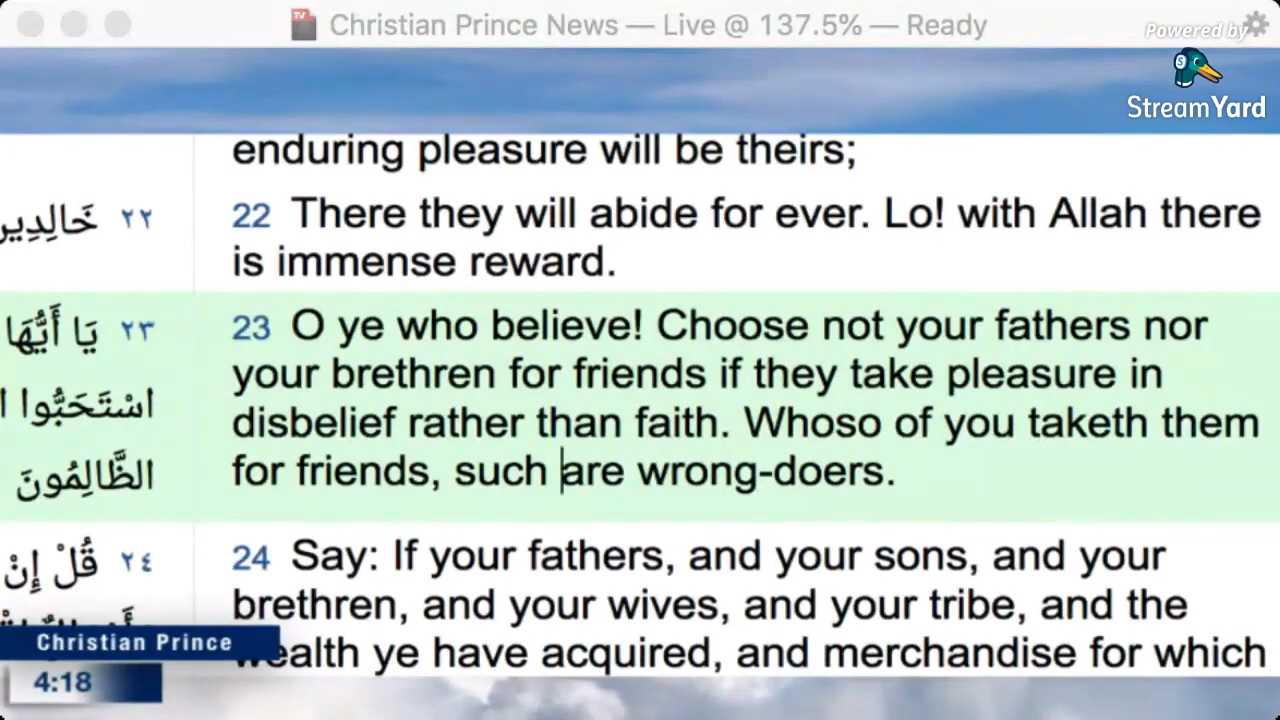 Christian Prince News — Live @ 137.5% — Ready
Powered by
StreamYard
enduring pleasure will be theirs;
٢٢ خَالِدِين
22 There they will abide for ever. Lo! with Allah there
is immense reward.
٢٣ يَا أَيُّهَا
اسْتَحَبُّوا
الظَّالِمُونَ
23 O ye who believe! Choose not your fathers nor
your brethren for friends if they take pleasure in
disbelief rather than faith. Whoso of you taketh them
for friends, such are wrong-doers.
٢٤ قُلْ إِنْ
24 Say: If your fathers, and your sons, and your
brethren, and your wives, and your tribe, and the
wealth ye have acquired, and merchandise for which
Christian Prince
4:18